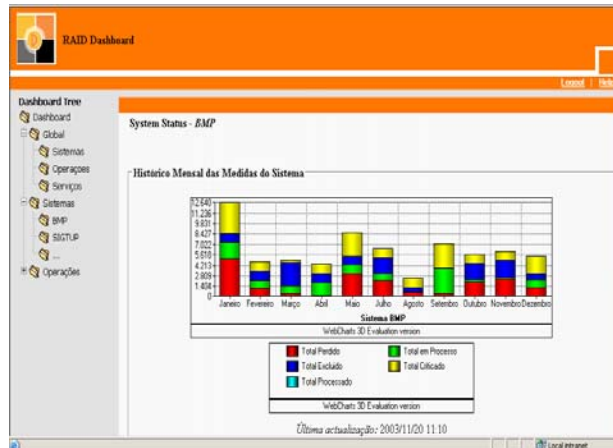 RAID Dashboard
Logout | Help
Dashboard Tree
Dashboard
Global
Sistemas
Operaçoes
Serviços
Sistemas
BMP
SIGTUP
...
Operações
System Status - BMP
Histórico Mensal das Medidas do Sistema
12.640
11.236
9.831
8.427
7.022
5.618
4.213
2.809
1.404
0
Janeiro Fevereiro Março Abril Maio Julho Agosto Setembro Outubro Novembro Dezembro
Sistema BMP
WebCharts 3D Evaluation version
Total Perdido Total em Processo
Total Excluido Total Criticado
Total Processado
WebCharts 3D Evaluation version
Última actualização: 2003/11/20 11:10
Local intranet